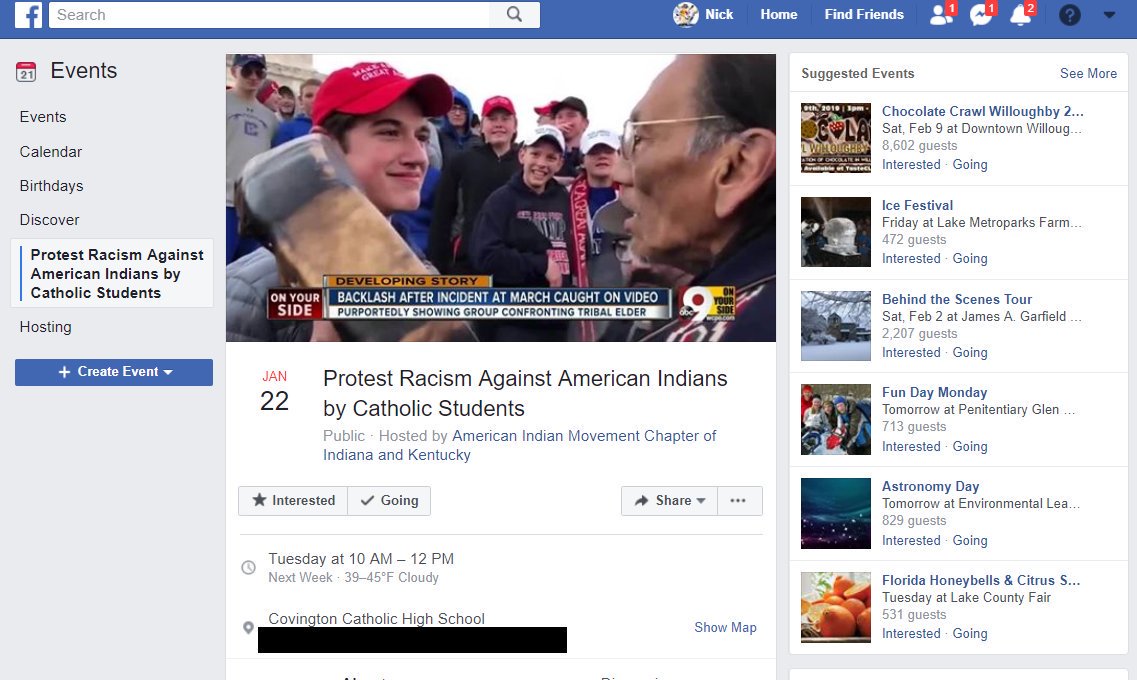 f
Search
Nick
Home
Find Friends
1
1
2
?
21
Events
Events
Calendar
Birthdays
Discover
Protest Racism Against
American Indians by
Catholic Students
Hosting
+ Create Event
MAKE
GREAT
DEVELOPING STORY
ON YOUR
SIDE
BACKLASH AFTER INCIDENT AT MARCH CAUGHT ON VIDEO
PURPORTEDLY SHOWING GROUP CONFRONTING TRIBAL ELDER
abc 9
ON
YOUR
SIDE
wcpo.com
JAN
22
Protest Racism Against American Indians
by Catholic Students
Public · Hosted by American Indian Movement Chapter of
Indiana and Kentucky
Interested
Going
Share
...
Tuesday at 10 AM – 12 PM
Next Week · 39–45°F Cloudy
Covington Catholic High School
Show Map
Suggested Events
See More
9th, 2019 | 3pm -
Chocolate Crawl Willoughby 2...
Sat, Feb 9 at Downtown Willoug...
8,602 guests
Interested · Going
Ice Festival
Friday at Lake Metroparks Farm...
472 guests
Interested · Going
Behind the Scenes Tour
Sat, Feb 2 at James A. Garfield ...
2,207 guests
Interested · Going
Fun Day Monday
Tomorrow at Penitentiary Glen ...
713 guests
Interested · Going
Astronomy Day
Tomorrow at Environmental Lea...
829 guests
Interested · Going
Florida Honeybells & Citrus S...
Tuesday at Lake County Fair
531 guests
Interested · Going